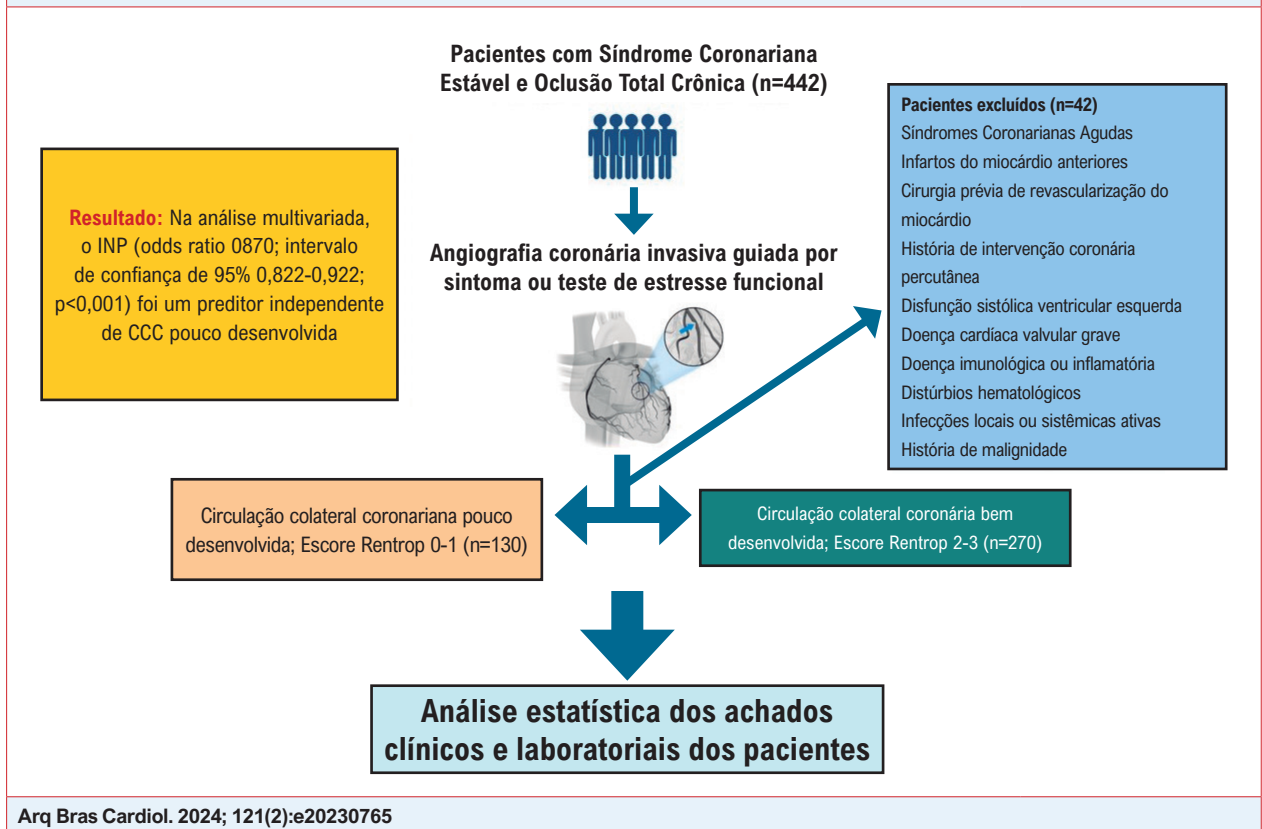 Pacientes com Síndrome Coronariana
Estável e Oclusão Total Crônica (n=442)
Resultado: Na análise multivariada,
o INP (odds ratio 0870; intervalo
de confiança de 95% 0,822-0,922;
p<0,001) foi um preditor independente
de CCC pouco desenvolvida
Angiografia coronária invasiva guiada por
sintoma ou teste de estresse funcional
Pacientes excluídos (n=42)
Síndromes Coronarianas Agudas
Infartos do miocárdio anteriores
Cirurgia prévia de revascularização do
miocárdio
História de intervenção coronária
percutânea
Disfunção sistólica ventricular esquerda
Doença cardíaca valvular grave
Doença imunológica ou inflamatória
Distúrbios hematológicos
Infecções locais ou sistêmicas ativas
História de malignidade
Circulação colateral coronariana pouco
desenvolvida; Escore Rentrop 0-1 (n=130)
Circulação colateral coronária bem
desenvolvida; Escore Rentrop 2-3 (n=270)
Análise estatística dos achados
clínicos e laboratoriais dos pacientes
Arq Bras Cardiol. 2024; 121(2):e20230765